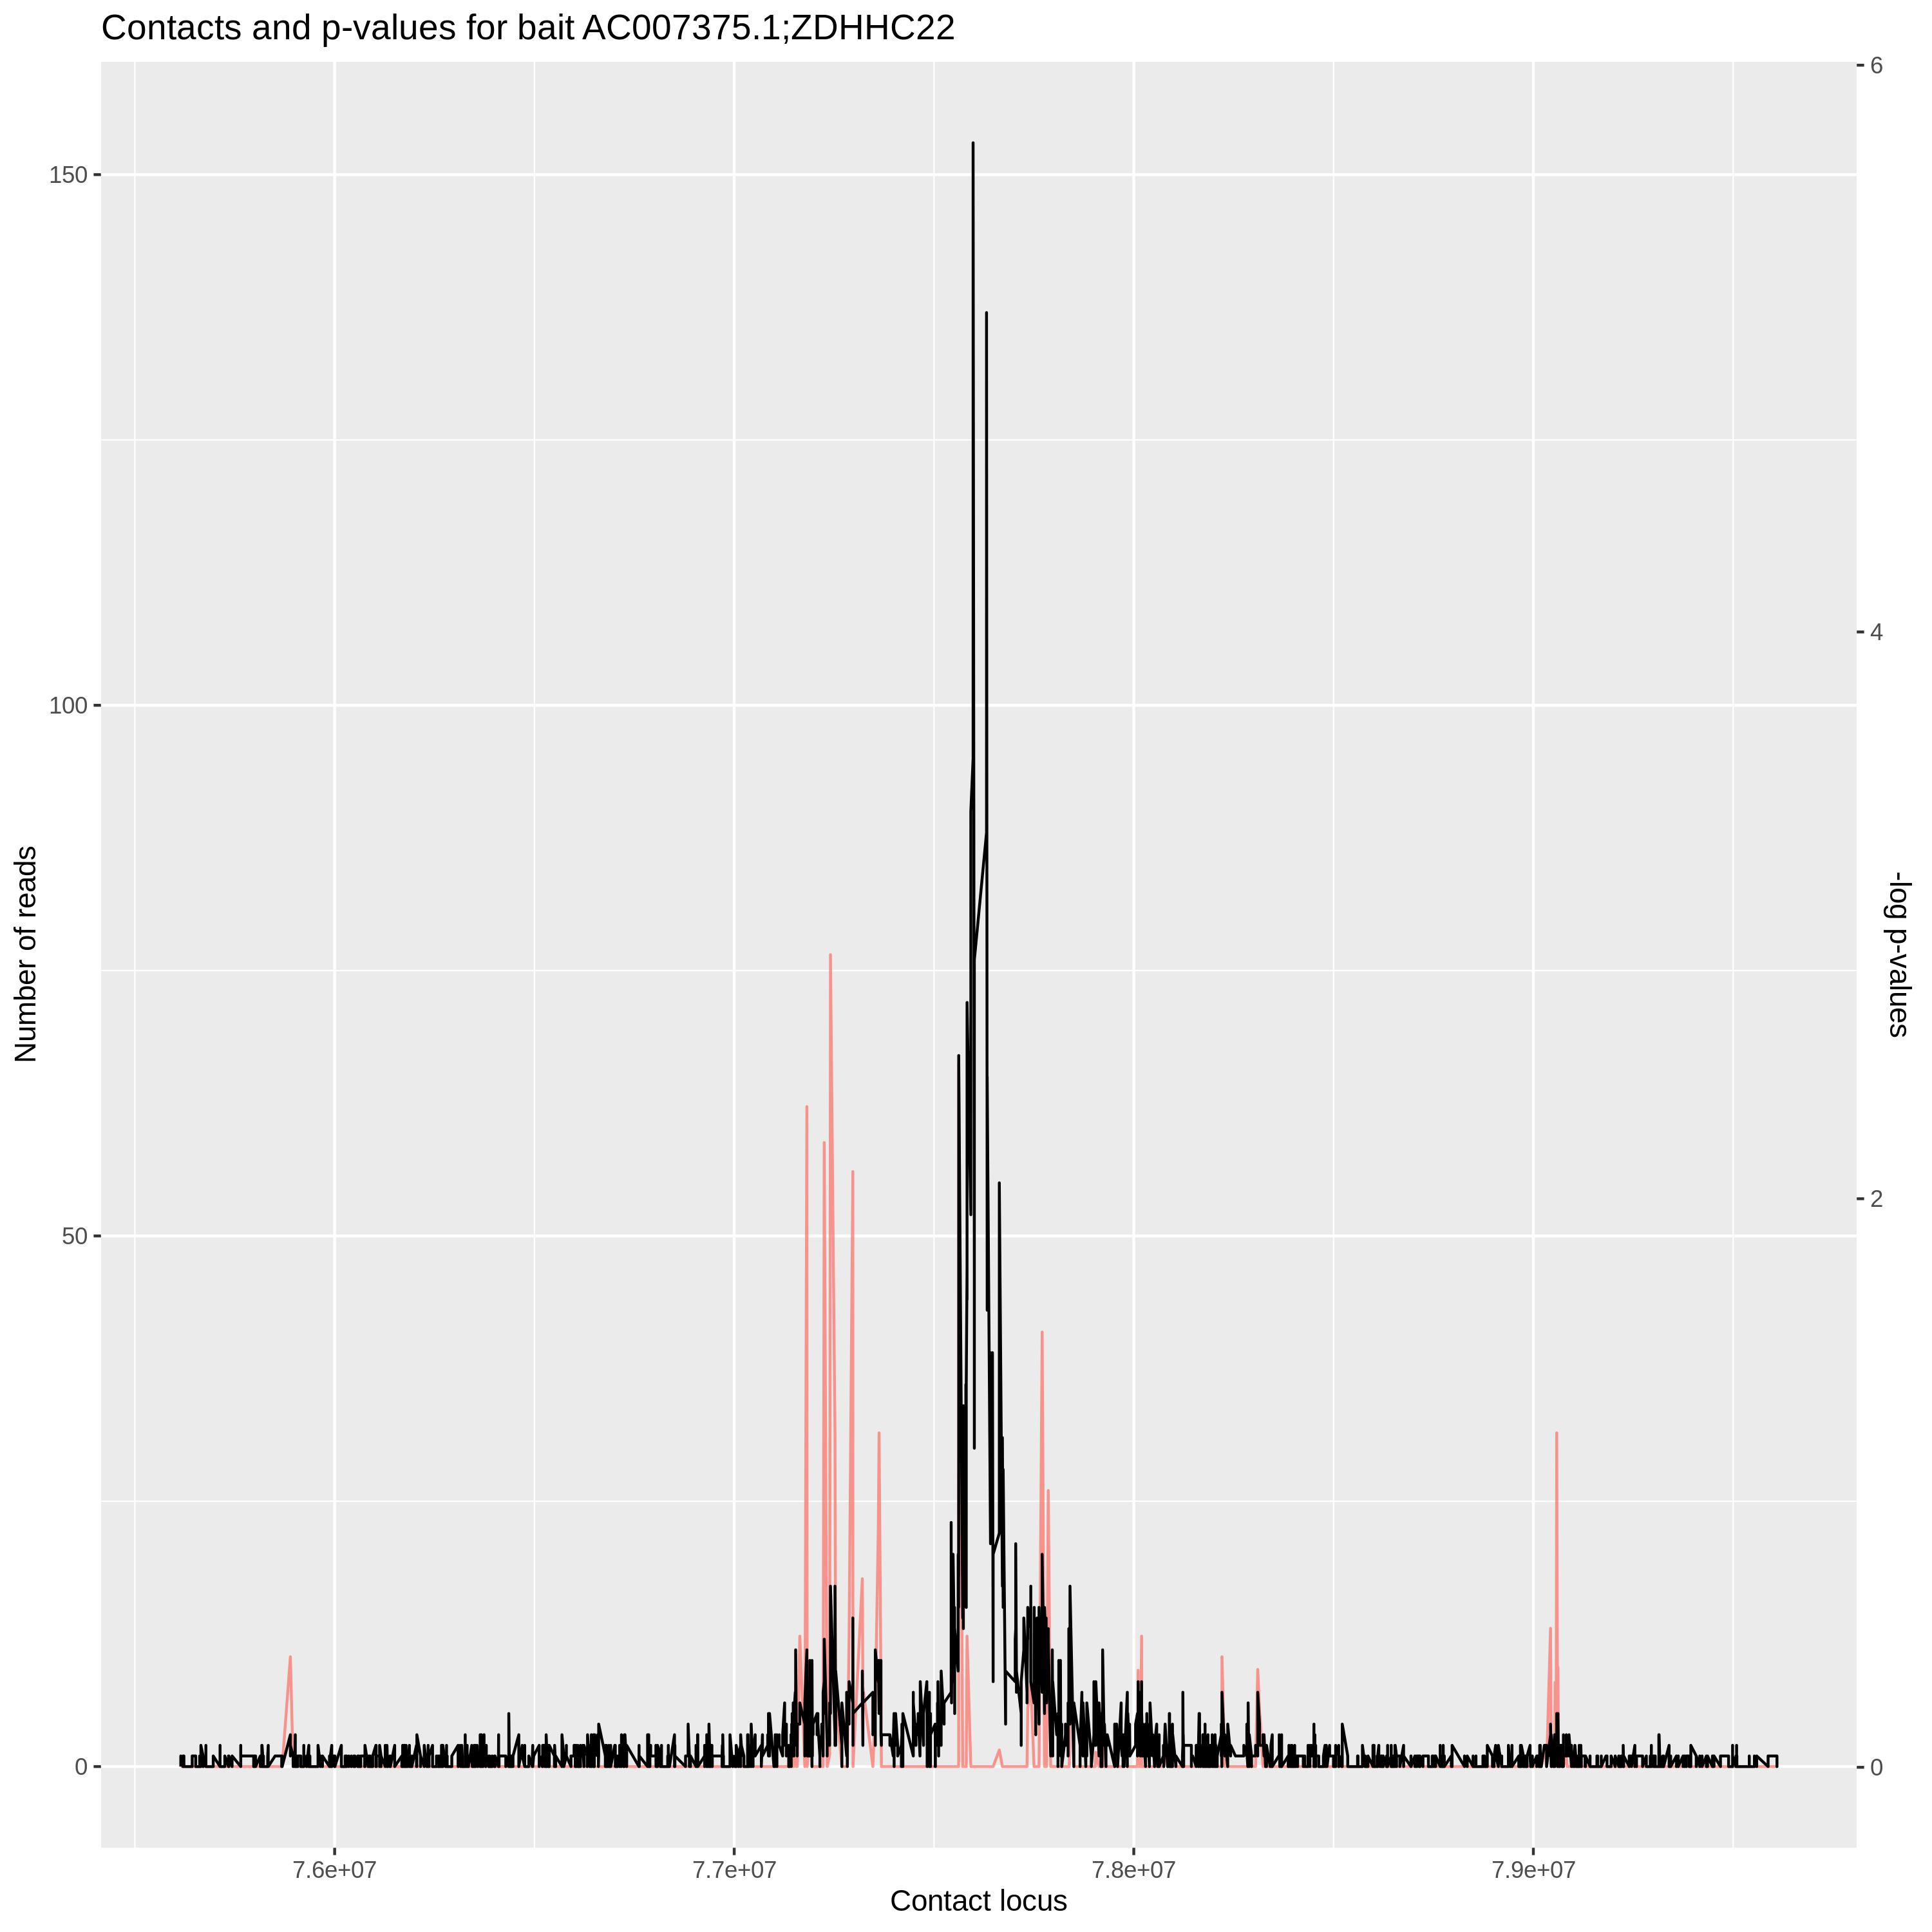 Contacts and p-values for bait AC007375.1;ZDHHC22
6
150
4
100
Number of reads
-log p-values
2
50
0
0
7.6e+07
7.7e+07
7.8e+07
7.9e+07
Contact locus